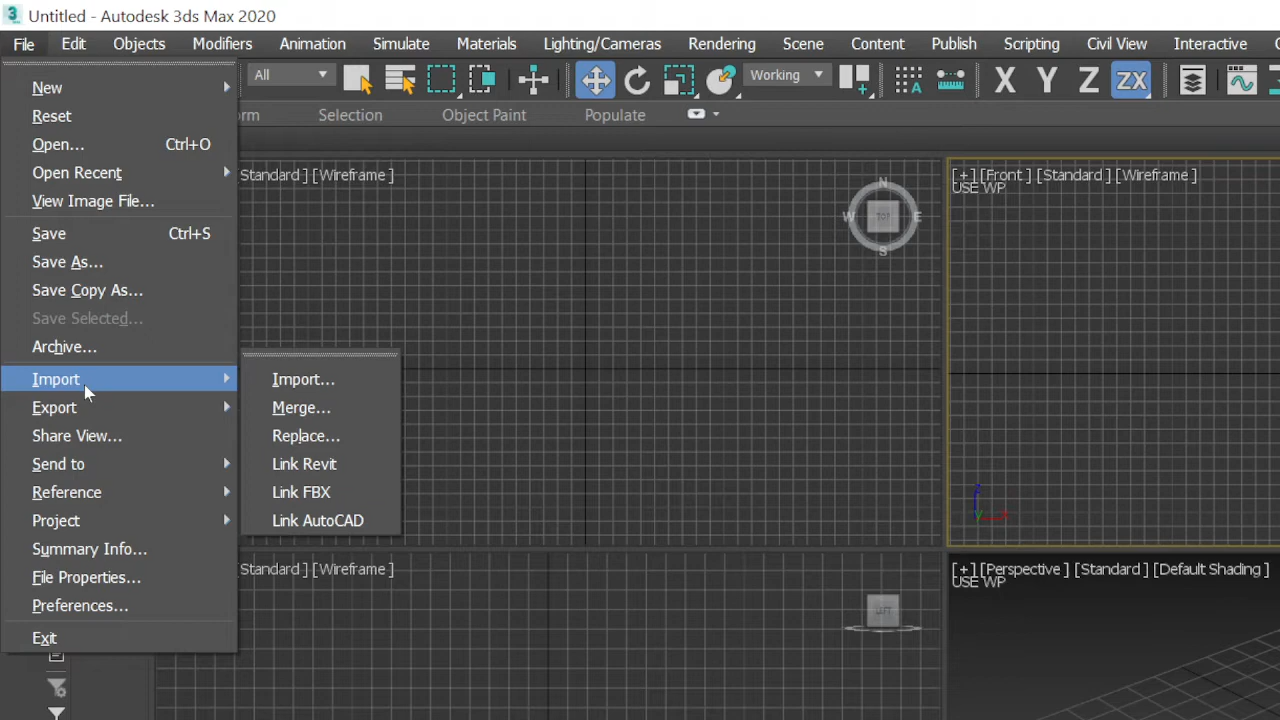 Untitled - Autodesk 3ds Max 2020
File Edit Objects Modifiers Animation Simulate Materials Lighting/Cameras Rendering Scene Content Publish Scripting Civil View Interactive
All Working X Y Z ZX
orm Selection Object Paint Populate
New
Reset
Open... Ctrl+O
Open Recent
View Image File...
Save Ctrl+S
Save As...
Save Copy As...
Save Selected...
Archive...
Import
Export
Share View...
Send to
Reference
Project
Summary Info...
File Properties...
Preferences...
Exit
Import...
Merge...
Replace...
Link Revit
Link FBX
Link AutoCAD
Standard ] [Wireframe ]
N
W TOP E
S
[+] [Front ] [Standard ] [Wireframe ]
USE WP
Standard ] [Wireframe ]
LEFT
[+] [Perspective ] [Standard ] [Default Shading ]
USE WP